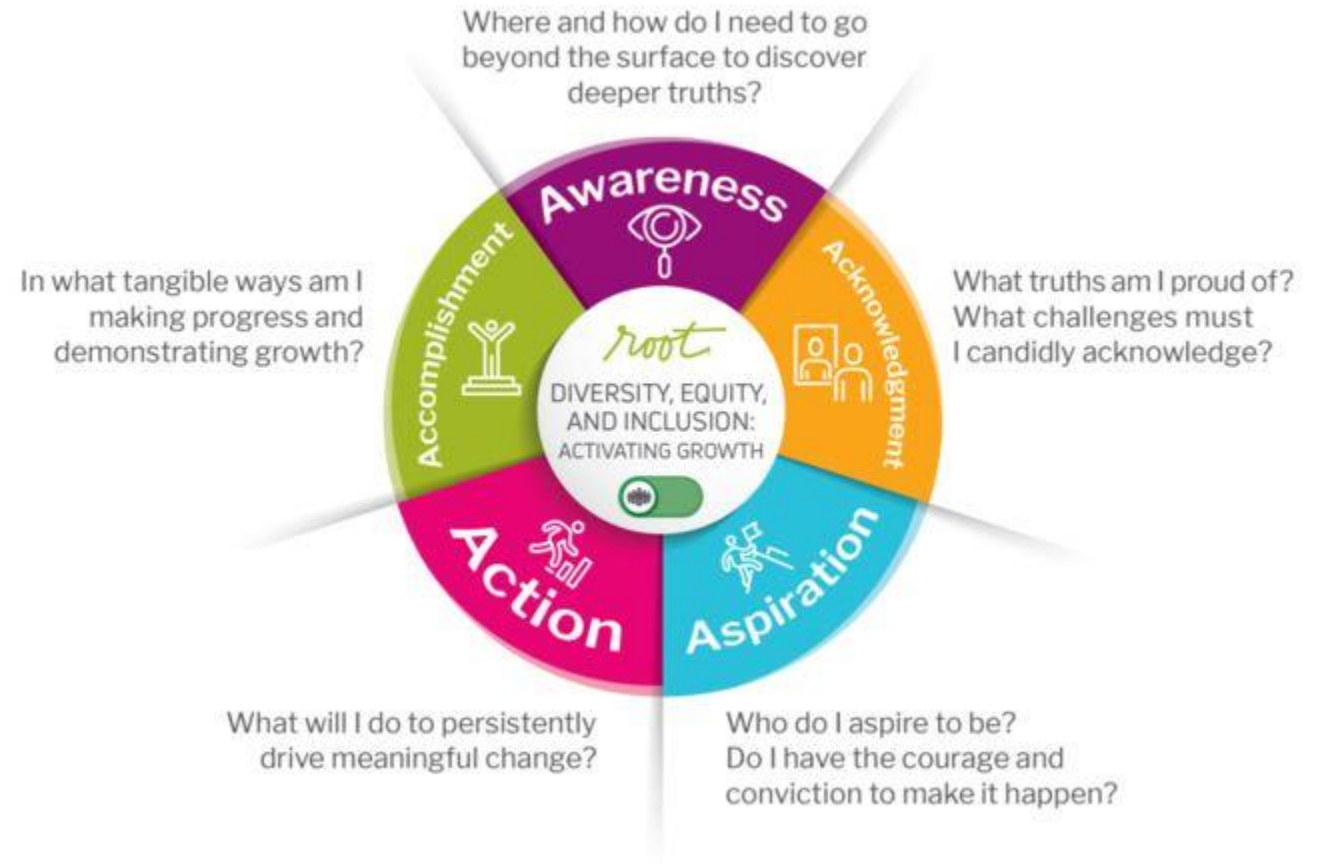 Where and how do I need to go
beyond the surface to discover
deeper truths?
Awareness
Acknowledgment
What truths am I proud of?
What challenges must
I candidly acknowledge?
Aspiration
Who do I aspire to be?
Do I have the courage and
conviction to make it happen?
Action
What will I do to persistently
drive meaningful change?
Accomplishment
In what tangible ways am I
making progress and
demonstrating growth?
root
DIVERSITY, EQUITY,
AND INCLUSION:
ACTIVATING GROWTH